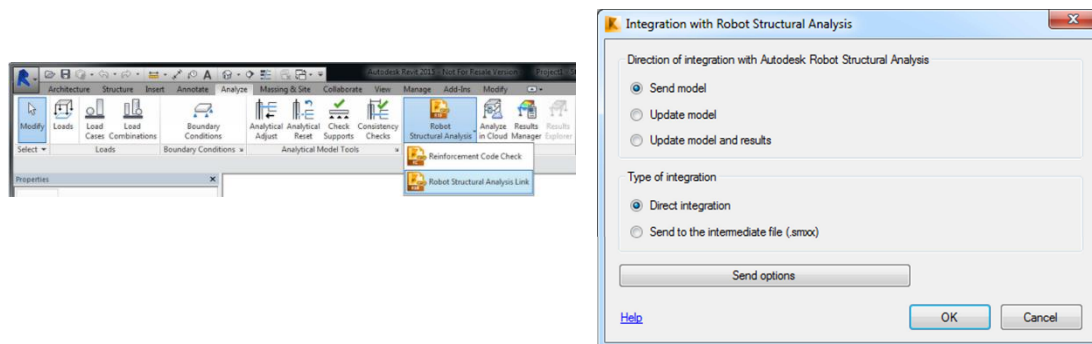 Autodesk Revit 2015 - Not For Resale Version - Project1 -
Architecture Structure Insert Annotate Analyze Massing & Site Collaborate View Manage Add-Ins Modify
Modify Loads Load Cases Load Combinations Boundary Conditions Analytical Adjust Analytical Reset Check Supports Consistency Checks Robot Structural Analysis Analyze in Cloud Results Manager Results Explorer
Select Loads Boundary Conditions Analytical Model Tools
Reinforcement Code Check
Properties
Robot Structural Analysis Link
Integration with Robot Structural Analysis
Direction of integration with Autodesk Robot Structural Analysis
Send model
Update model
Update model and results
Type of integration
Direct integration
Send to the intermediate file (.smxx)
Send options
Help
OK
Cancel